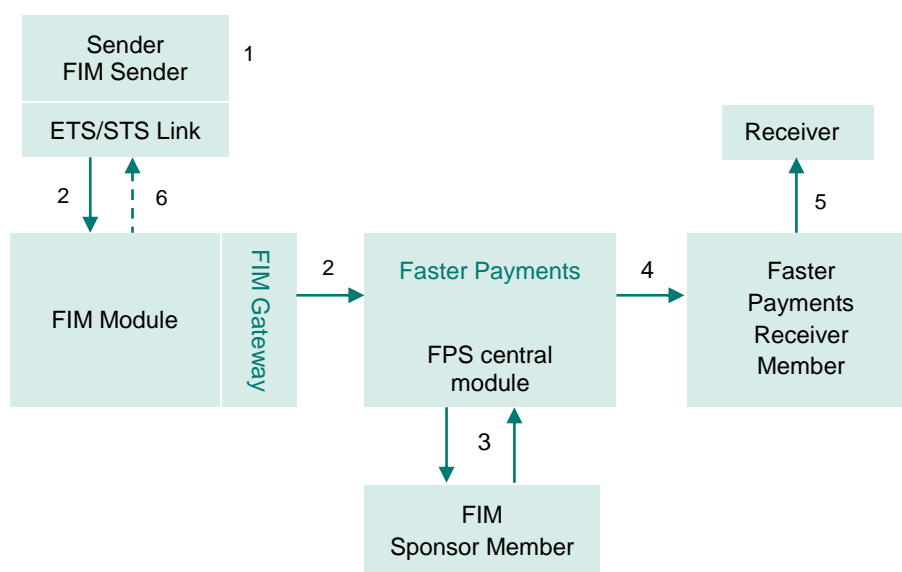 Sender
FIM Sender
1
ETS/STS Link
Receiver
2
6
5
FIM Module
FIM Gateway
2
Faster Payments
FPS central
module
4
Faster
Payments
Receiver
Member
3
FIM
Sponsor Member